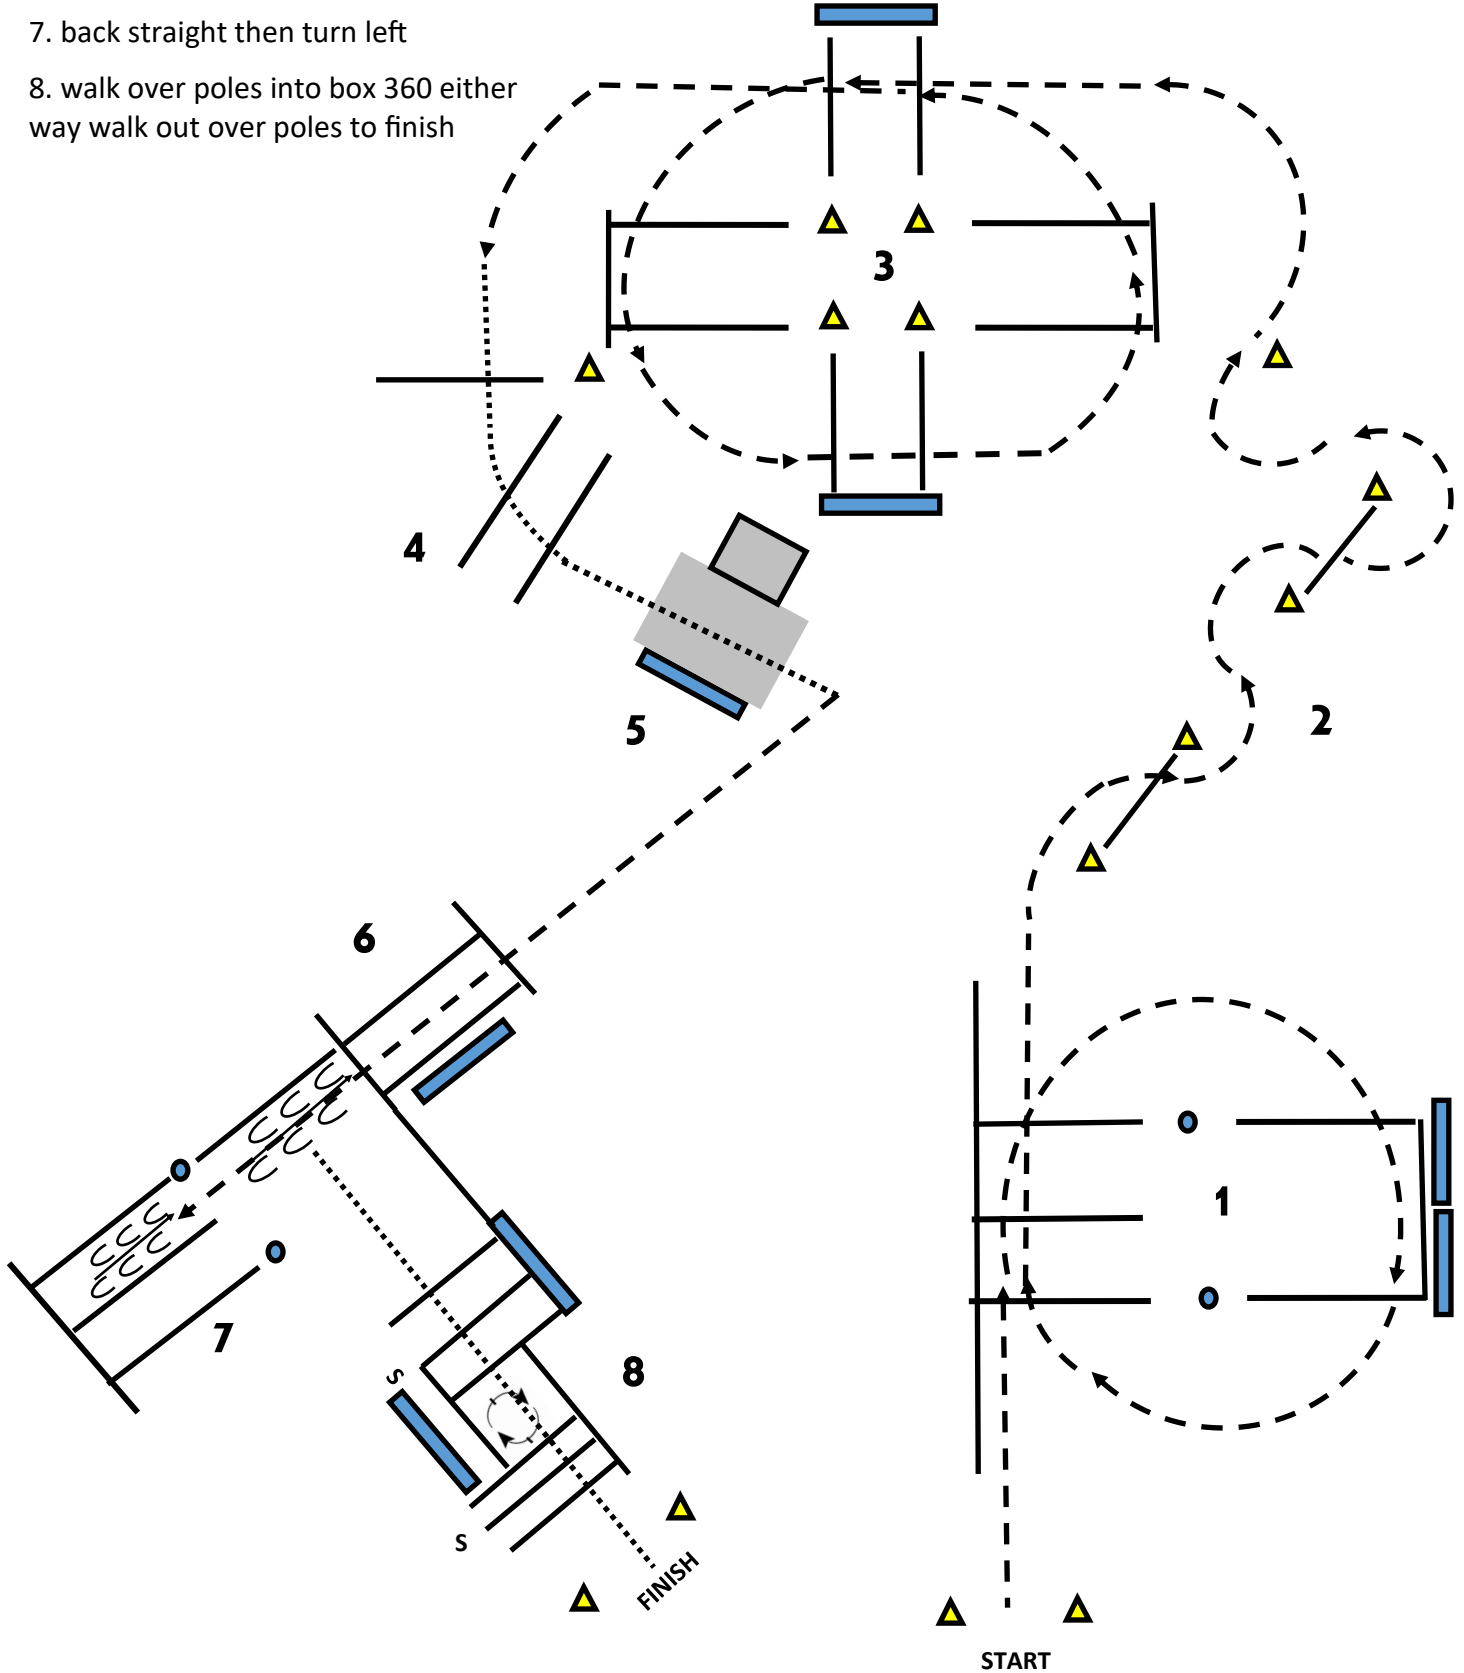 7. back straight then turn left
8. walk over poles into box 360 either
way walk out over poles to finish
3
4
5
2
6
1
7
8
S
S
FINISH
START